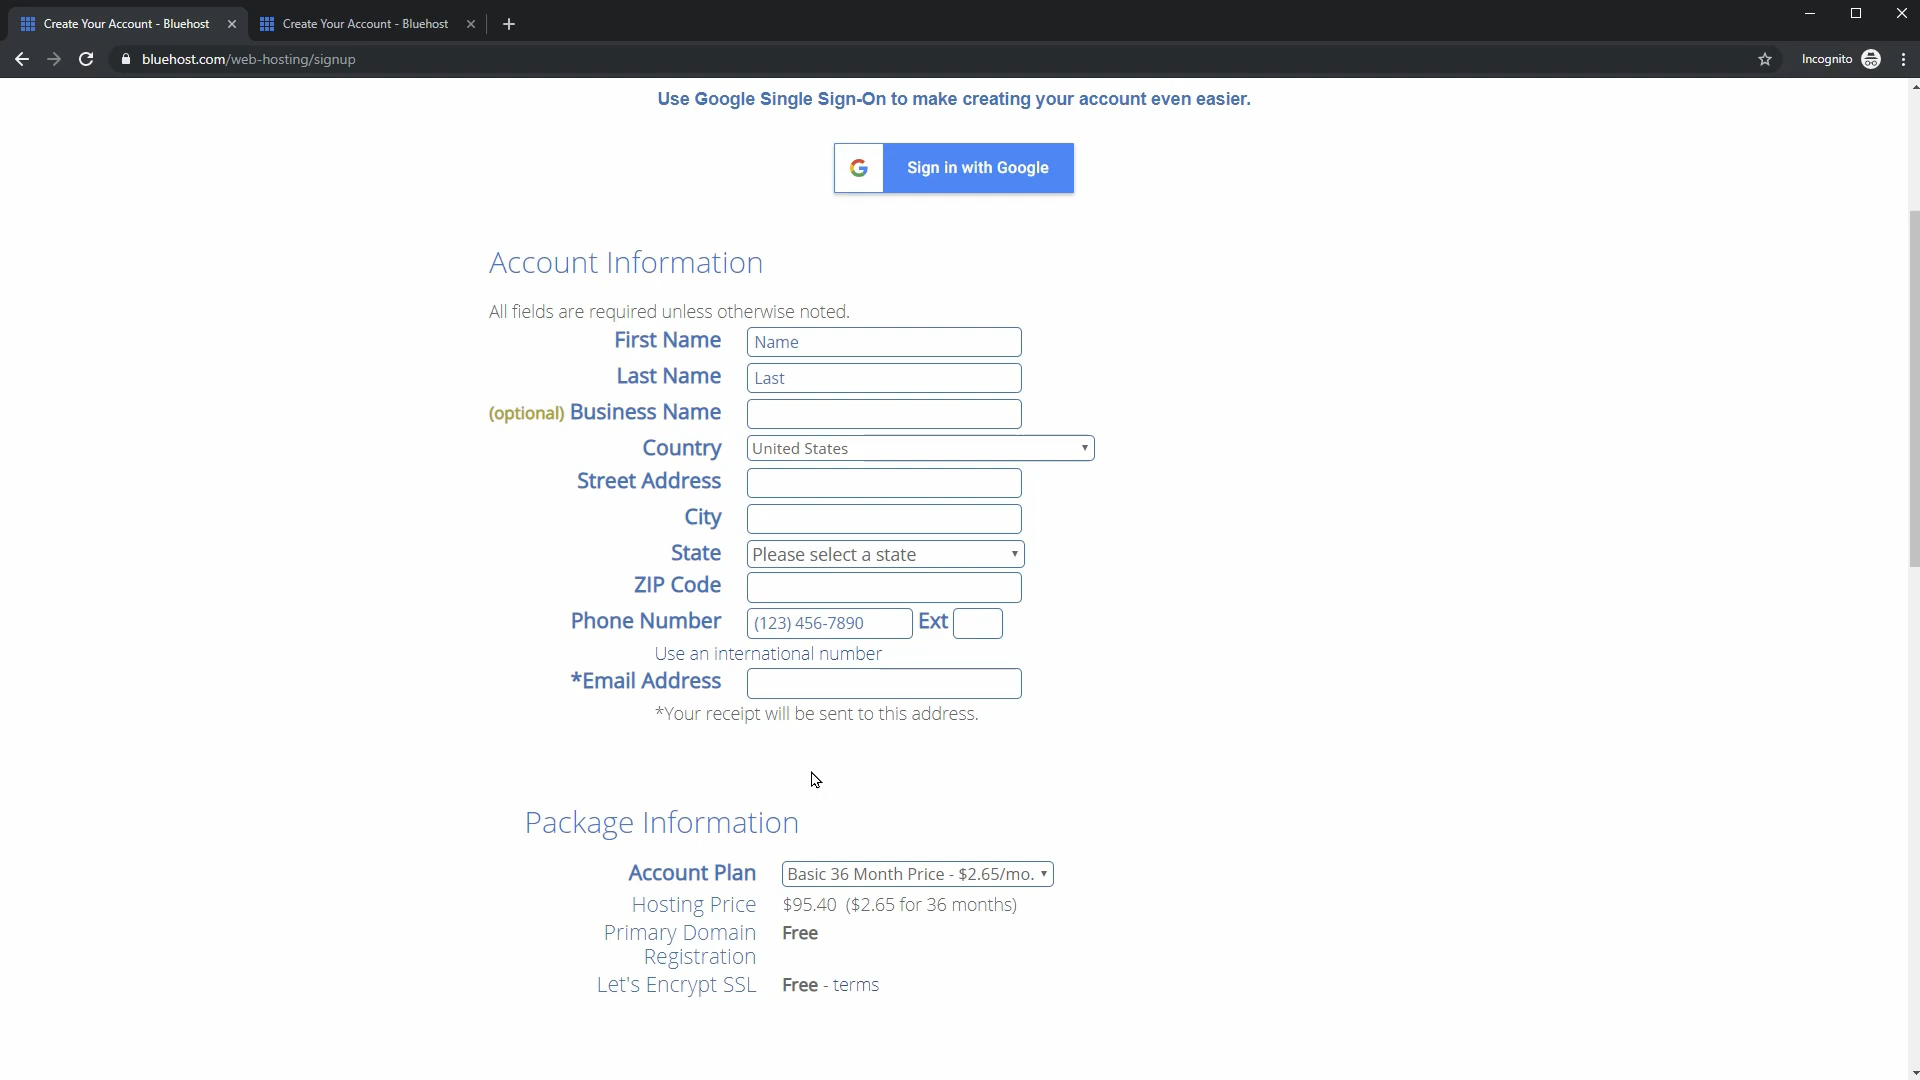 Create Your Account - Bluehost
Create Your Account - Bluehost
bluehost.com/web-hosting/signup
Incognito
Use Google Single Sign-On to make creating your account even easier.
G Sign in with Google
Account Information
All fields are required unless otherwise noted.
First Name Name
Last Name Last
(optional) Business Name
Country United States
Street Address
City
State Please select a state
ZIP Code
Phone Number (123) 456-7890 Ext
Use an international number
*Email Address
*Your receipt will be sent to this address.
Package Information
Account Plan Basic 36 Month Price - $2.65/mo.
Hosting Price $95.40 ($2.65 for 36 months)
Primary Domain Free
Registration
Let's Encrypt SSL Free - terms